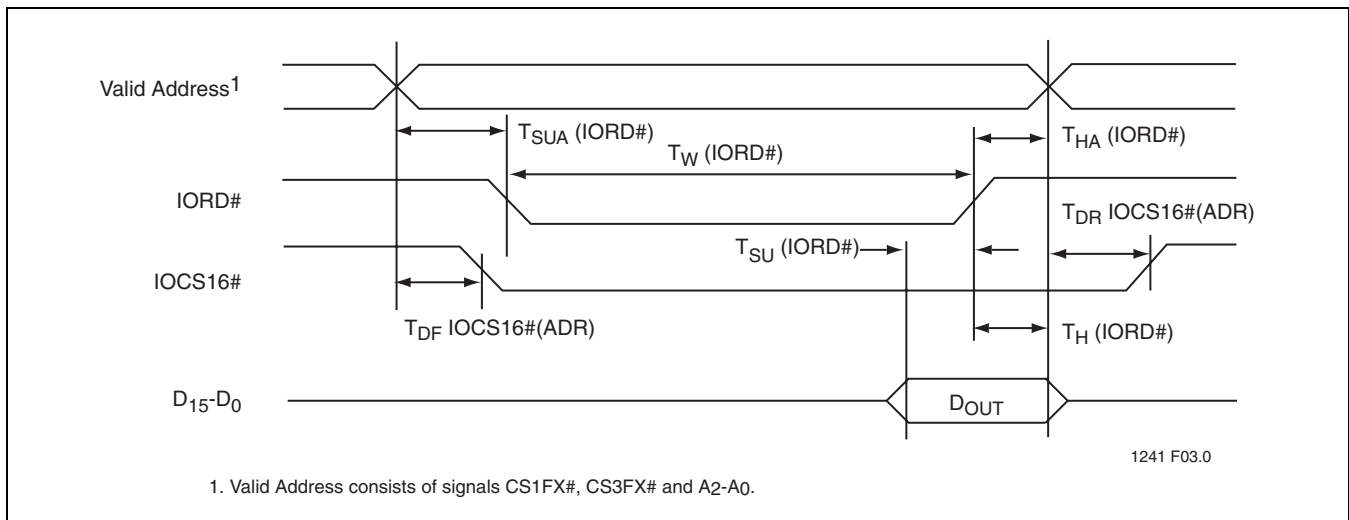 Valid Address1
TSUA (IORD#)
THA (IORD#)
TW (IORD#)
IORD#
TDR IOCS16#(ADR)
TSU (IORD#)
IOCS16#
TDF IOCS16#(ADR)
TH (IORD#)
D15-D0
DOUT
1241 F03.0
1. Valid Address consists of signals CS1FX#, CS3FX# and A2-A0.